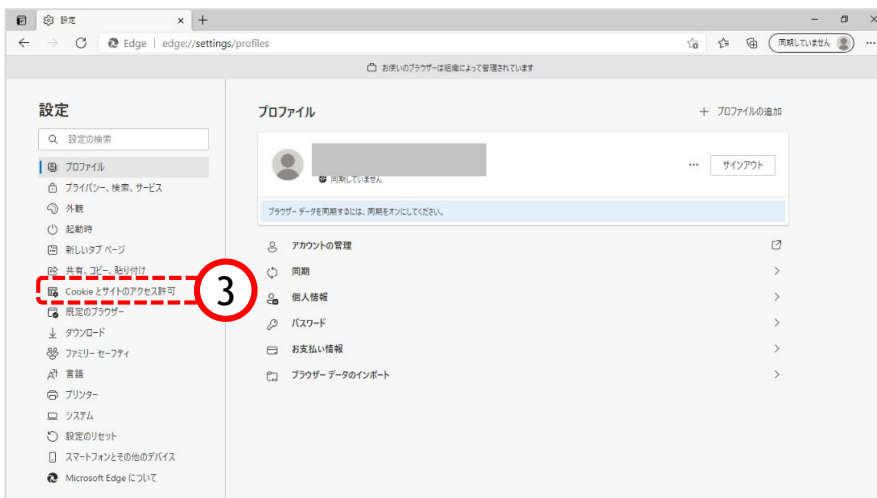 設定
Edge | edge://settings/profiles
同期していません
お使いのブラウザーは組織によって管理されています
設定
設定の検索
プロファイル
プライバシー、検索、サービス
外観
起動時
新しいタブ ページ
共有、コピー、貼り付け
Cookie とサイトのアクセス許可
3
既定のブラウザー
ダウンロード
ファミリー セーフティ
言語
プリンター
システム
設定のリセット
スマートフォンとその他のデバイス
Microsoft Edge について
プロファイル
プロファイルの追加
同期していません
サインアウト
ブラウザー データを同期するには、同期をオンにしてください。
アカウントの管理
同期
個人情報
パスワード
お支払い情報
ブラウザー データのインポート